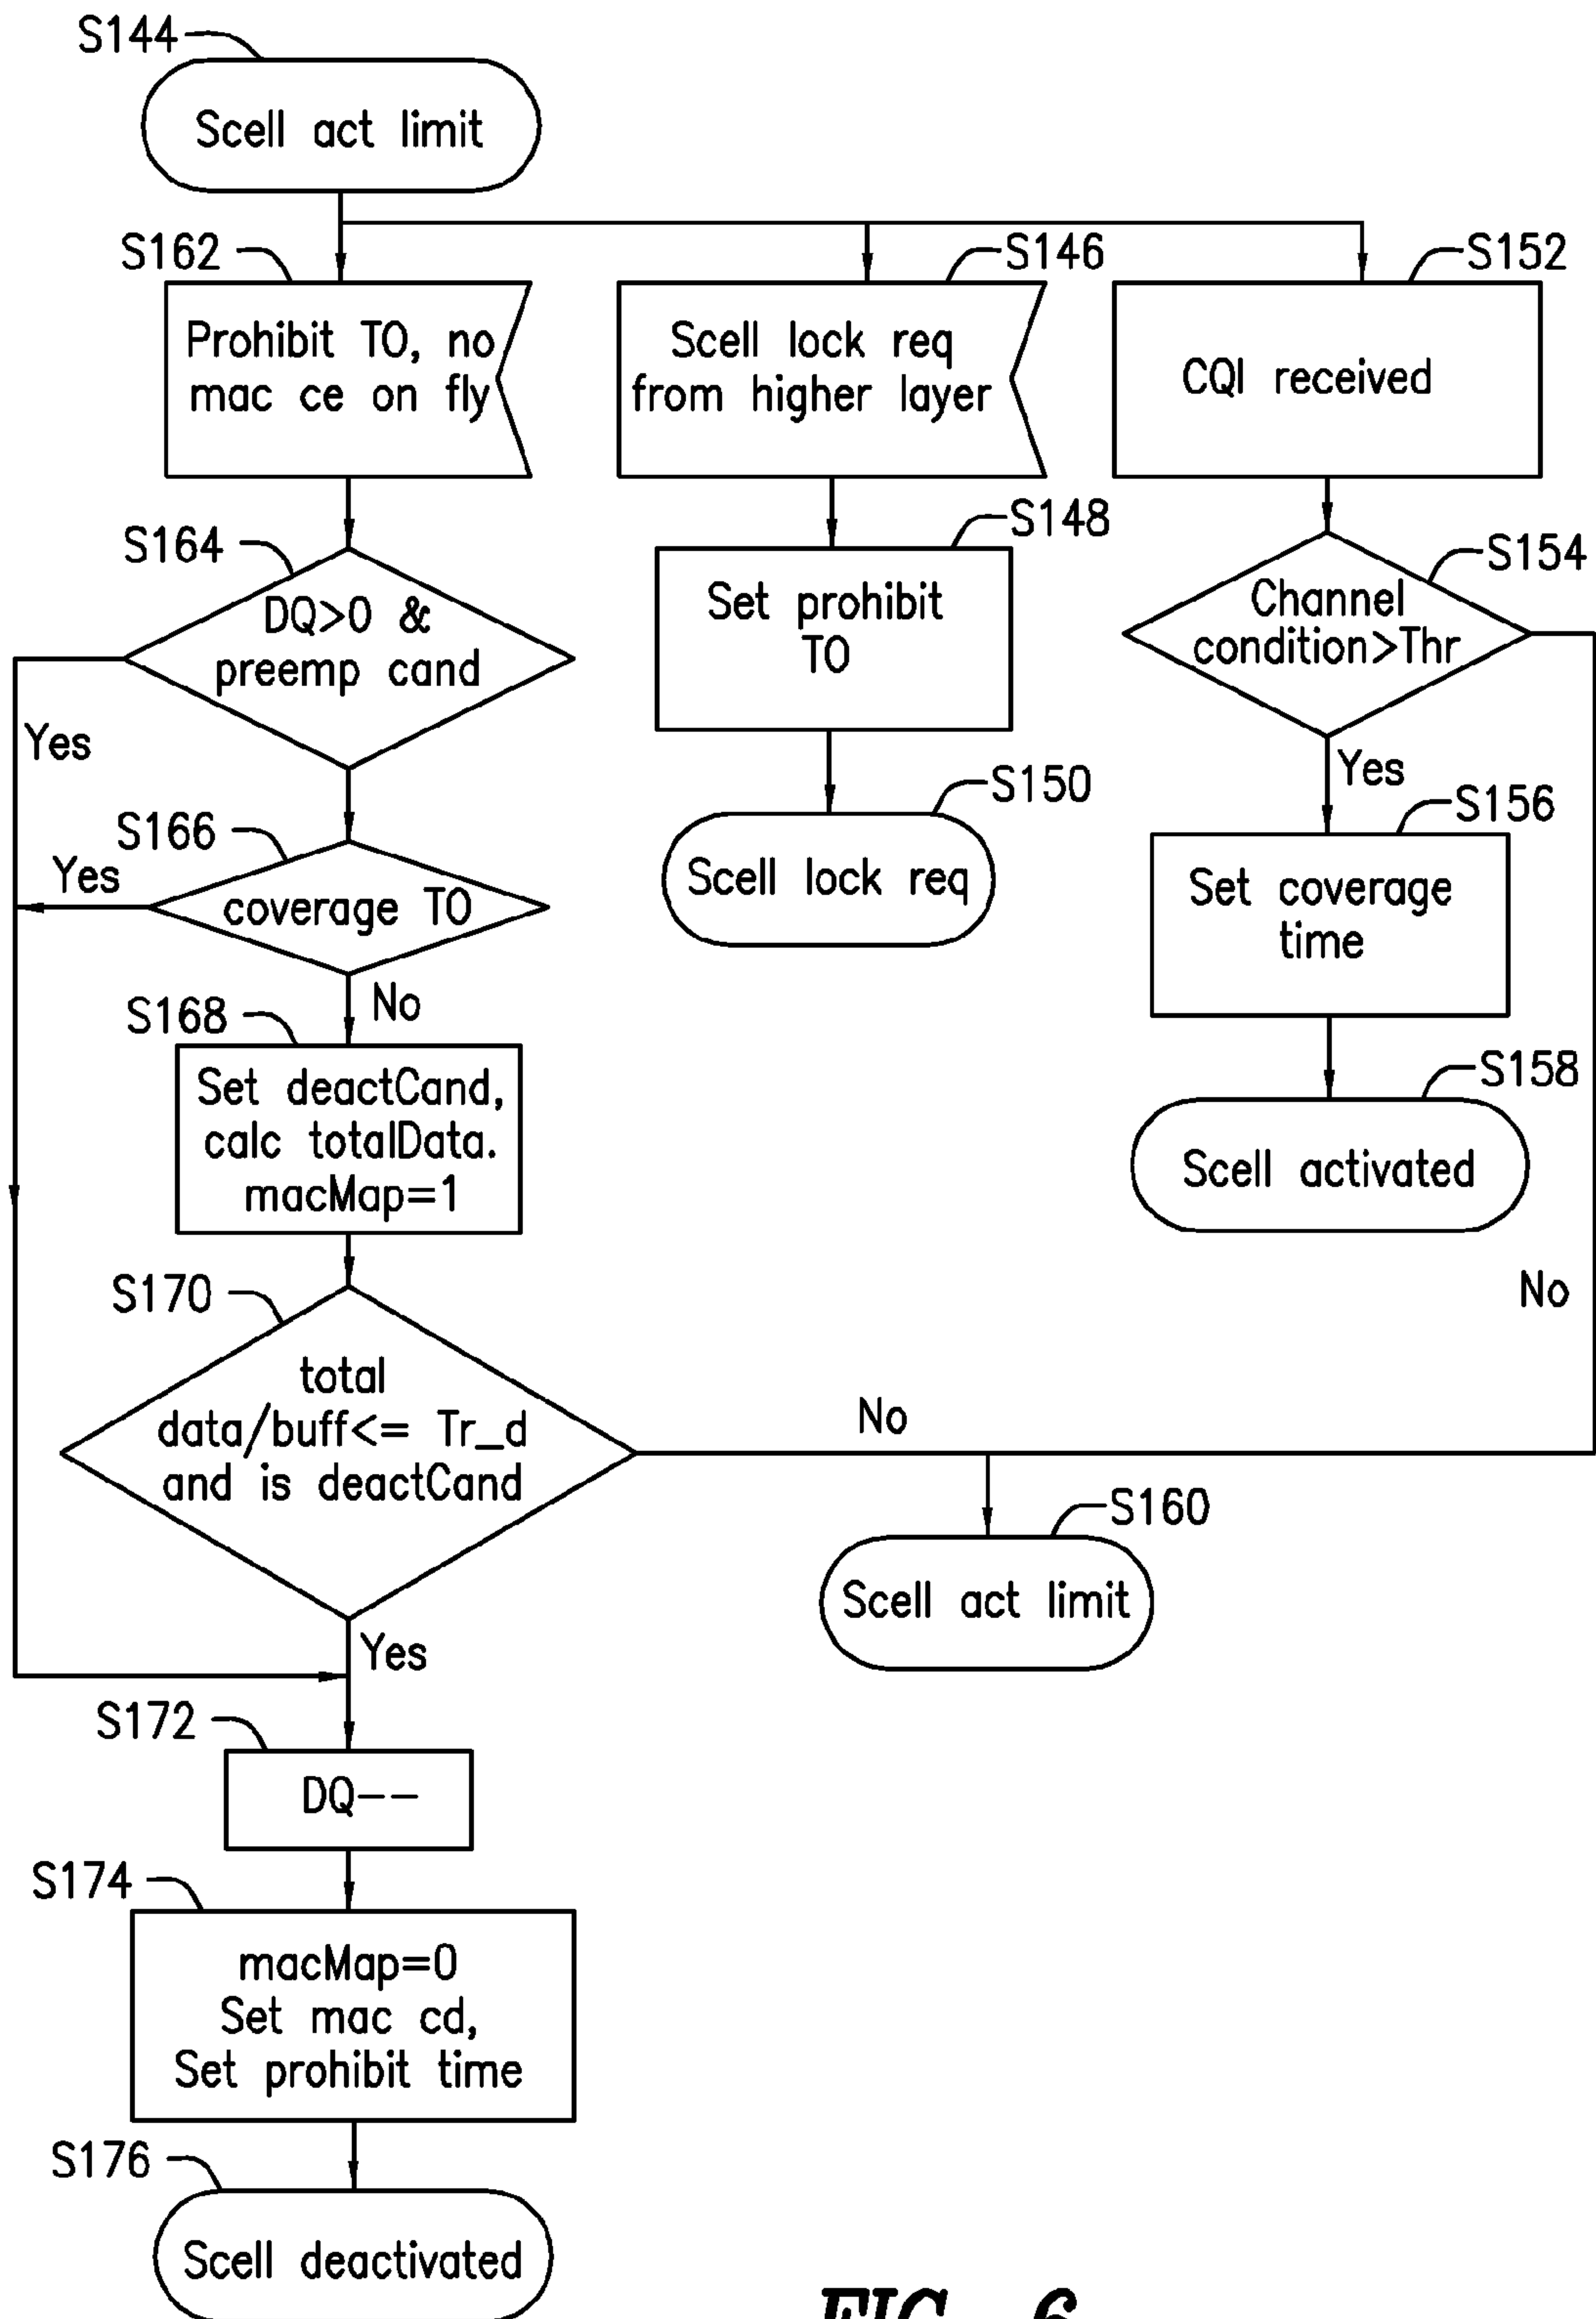 S144
Scell act limit
S162
Prohibit TO, no
mac ce on fly
S146
Scell lock req
from higher layer
S152
CQI received
S164
DQ>0 &
preemp cand
Yes
S148
Set prohibit
TO
S154
Channel
condition>Thr
Yes
S150
Scell lock req
S156
Set coverage
time
S166
coverage TO
Yes
No
S158
Scell activated
No
S168
Set deactCand,
calc totalData.
macMap=1
S170
total
data/buff<= Tr_d
and is deactCand
No
Yes
S160
Scell act limit
S172
DQ--
S174
macMap=0
Set mac cd,
Set prohibit time
S176
Scell deactivated
FIG. 6